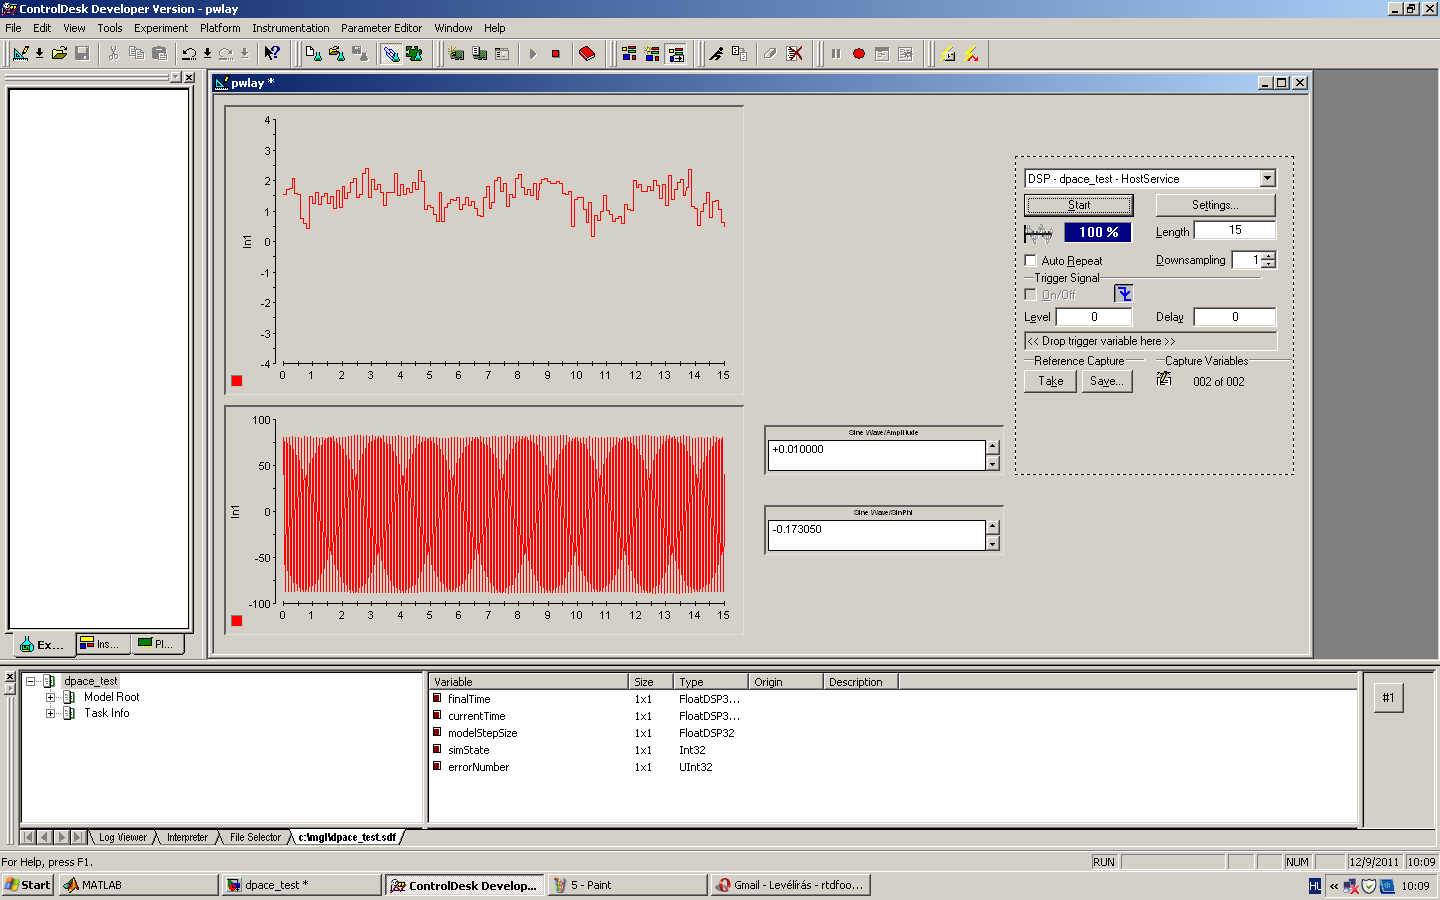 ControlDesk Developer Version - pwlay
File Edit View Tools Experiment Platform Instrumentation Parameter Editor Window Help
pwlay *
4
3
2
1
0
-1
-2
-3
-4
In1
0 1 2 3 4 5 6 7 8 9 10 11 12 13 14 15
100
50
0
-50
-100
In1
0 1 2 3 4 5 6 7 8 9 10 11 12 13 14 15
Sine Wave/Amplitude
+0.010000
Sine Wave/SinPhi
-0.173050
DSP - dpace_test - HostService
Start Settings...
100 % Length 15
Auto Repeat Downsampling 1
Trigger Signal
On/Off
Level 0 Delay 0
<< Drop trigger variable here >>
Reference Capture Capture Variables
Take Save... 002 of 002
Ex... Ins... Pl...
dpace_test
Model Root
Task Info
Variable Size Type Origin Description
finalTime 1x1 FloatDSP3...
currentTime 1x1 FloatDSP3...
modelStepSize 1x1 FloatDSP32
simState 1x1 Int32
errorNumber 1x1 UInt32
#1
Log Viewer Interpreter File Selector c:\mgl\dpace_test.sdf
For Help, press F1. RUN NUM 12/9/2011 10:09
Start MATLAB dpace_test * ControlDesk Develop... 5 - Paint Gmail - Levélírás - rtdfoo... HU « 10:09